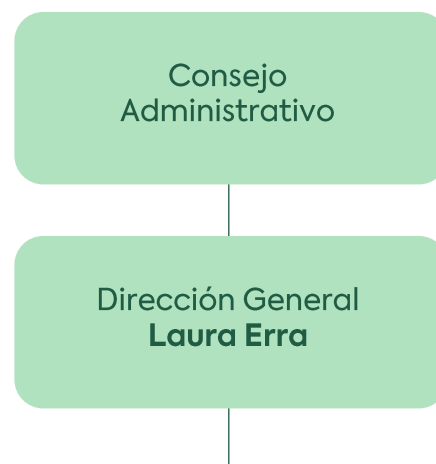 Consejo
Administrativo
Dirección General
Laura Erra